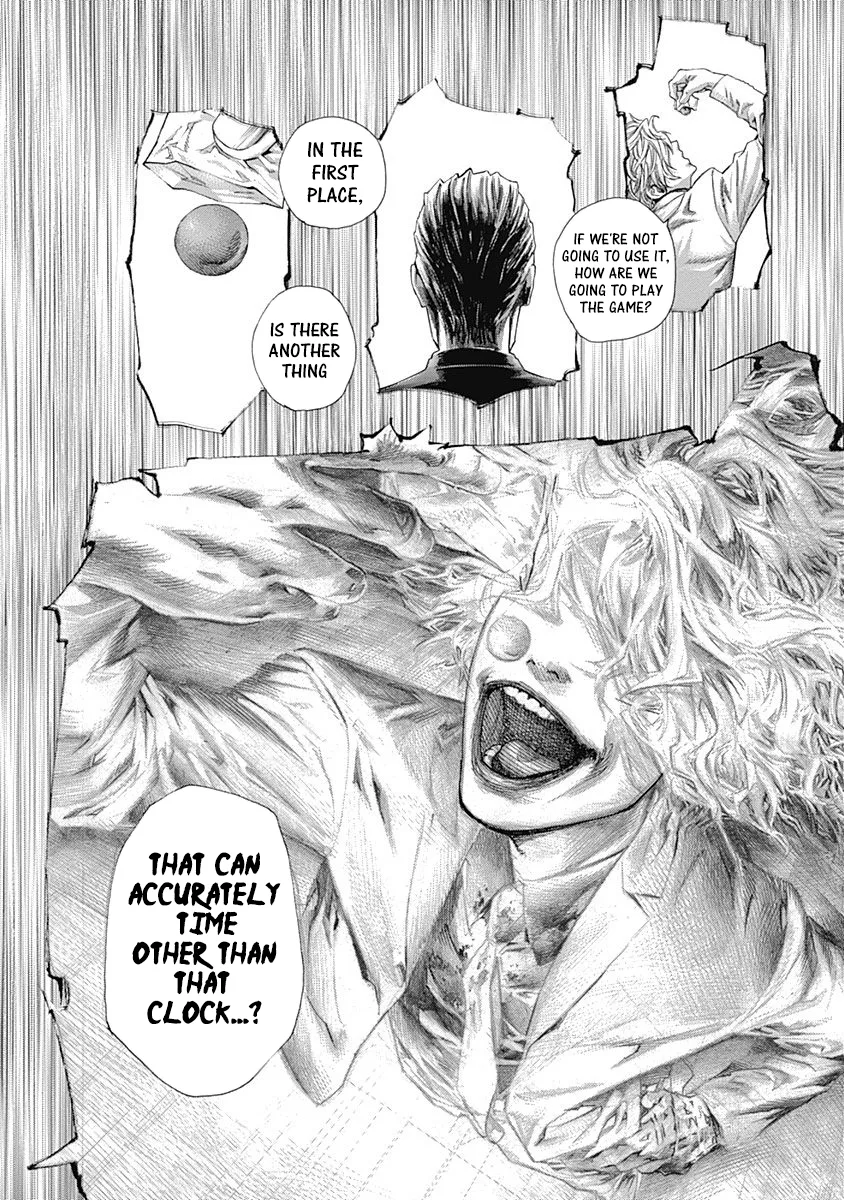 IF WE'RE NOT
GOING TO USE IT,
HOW ARE WE
GOING TO PLAY
THE GAME?
IN THE
FIRST
PLACE,
IS THERE
ANOTHER
THING
THAT CAN
ACCURATELY
TIME
OTHER THAN
THAT
CLOCK...?